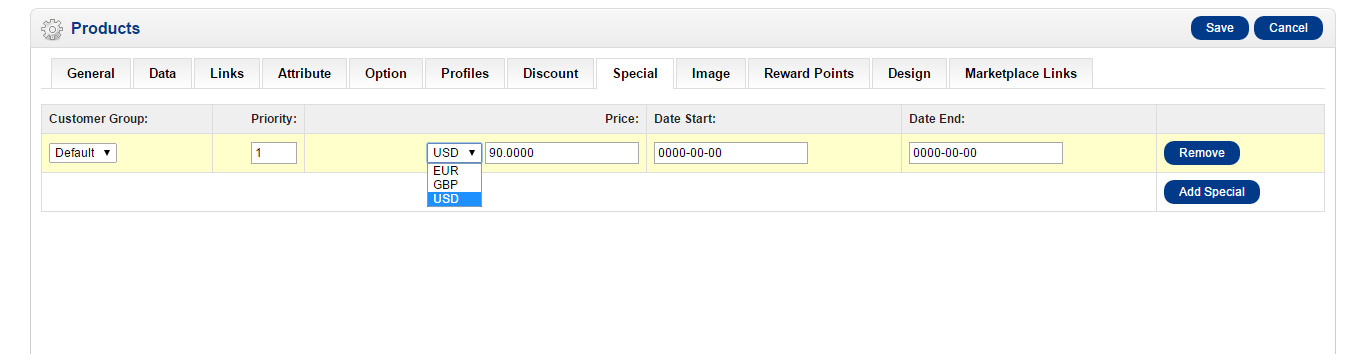 Products Save Cancel
General Data Links Attribute Option Profiles Discount Special Image Reward Points Design Marketplace Links
Customer Group: Priority: Price: Date Start: Date End:
Default 1 USD 90.0000 0000-00-00 0000-00-00 Remove
EUR
GBP
USD
Add Special